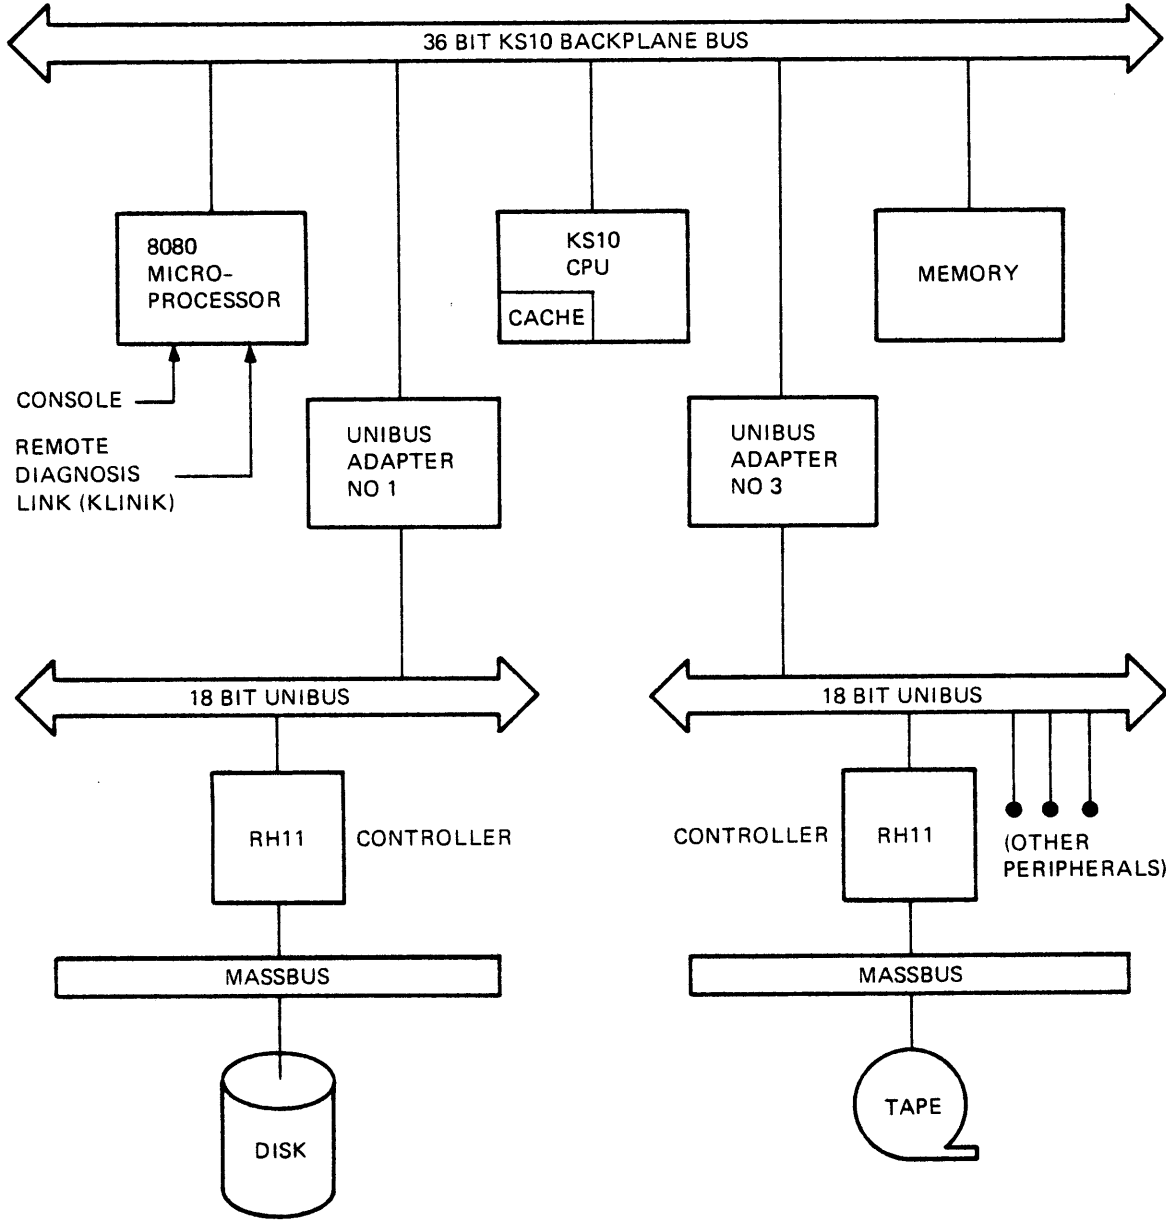 36 BIT KS10 BACKPLANE BUS
8080
MICRO-
PROCESSOR
KS10
CPU
CACHE
MEMORY
CONSOLE
REMOTE
DIAGNOSIS
LINK (KLINIK)
UNIBUS
ADAPTER
NO 1
UNIBUS
ADAPTER
NO 3
18 BIT UNIBUS
18 BIT UNIBUS
RH11
CONTROLLER
CONTROLLER
RH11
(OTHER
PERIPHERALS)
MASSBUS
MASSBUS
DISK
TAPE